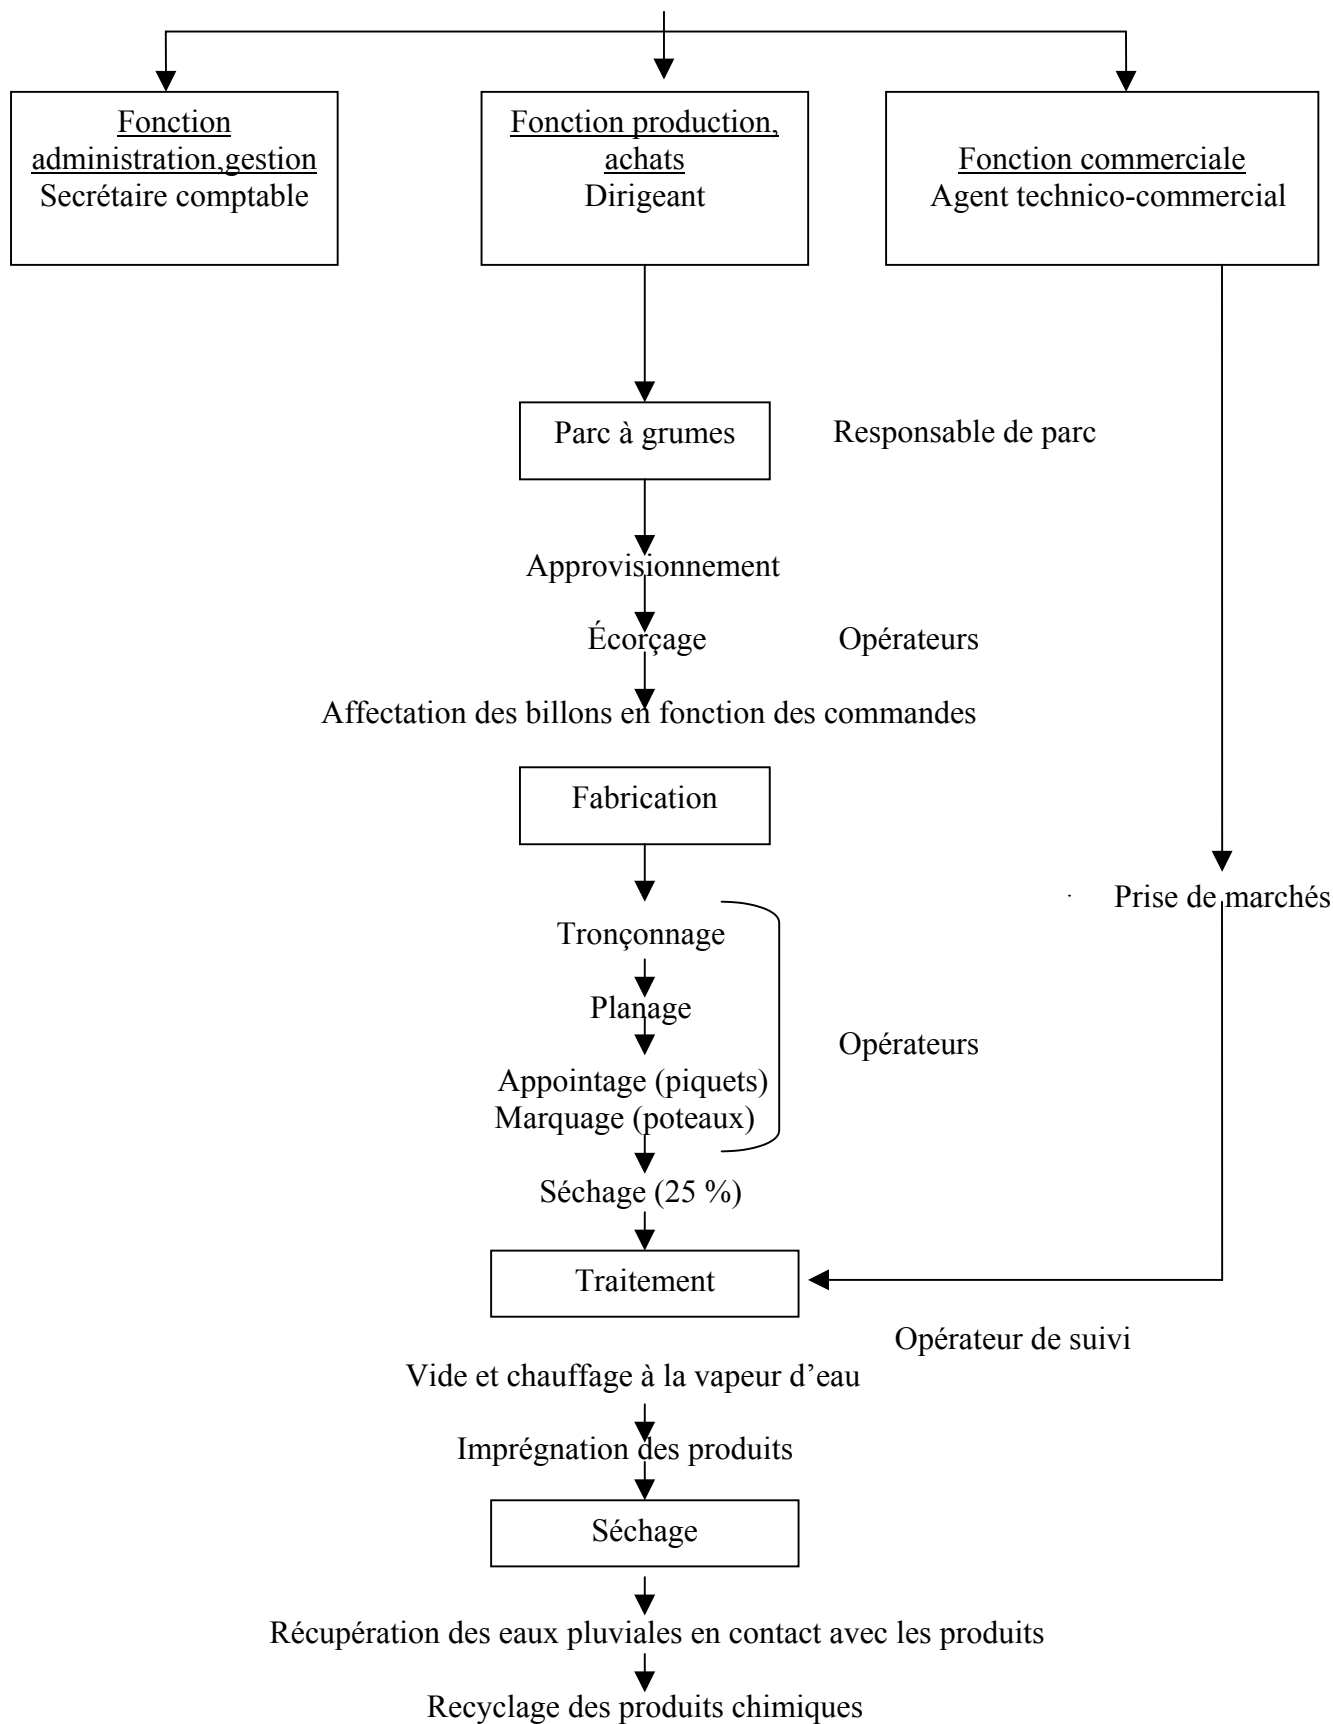 Fonction
administration,gestion
Secrétaire comptable
Fonction production,
achats
Dirigeant
Fonction commerciale
Agent technico-commercial
Parc à grumes
Responsable de parc
Approvisionnement
Écorçage
Opérateurs
Affectation des billons en fonction des commandes
Fabrication
Prise de marchés
Tronçonnage
Planage
Opérateurs
Appointage (piquets)
Marquage (poteaux)
Séchage (25 %)
Traitement
Opérateur de suivi
Vide et chauffage à la vapeur d’eau
Imprégnation des produits
Séchage
Récupération des eaux pluviales en contact avec les produits
Recyclage des produits chimiques